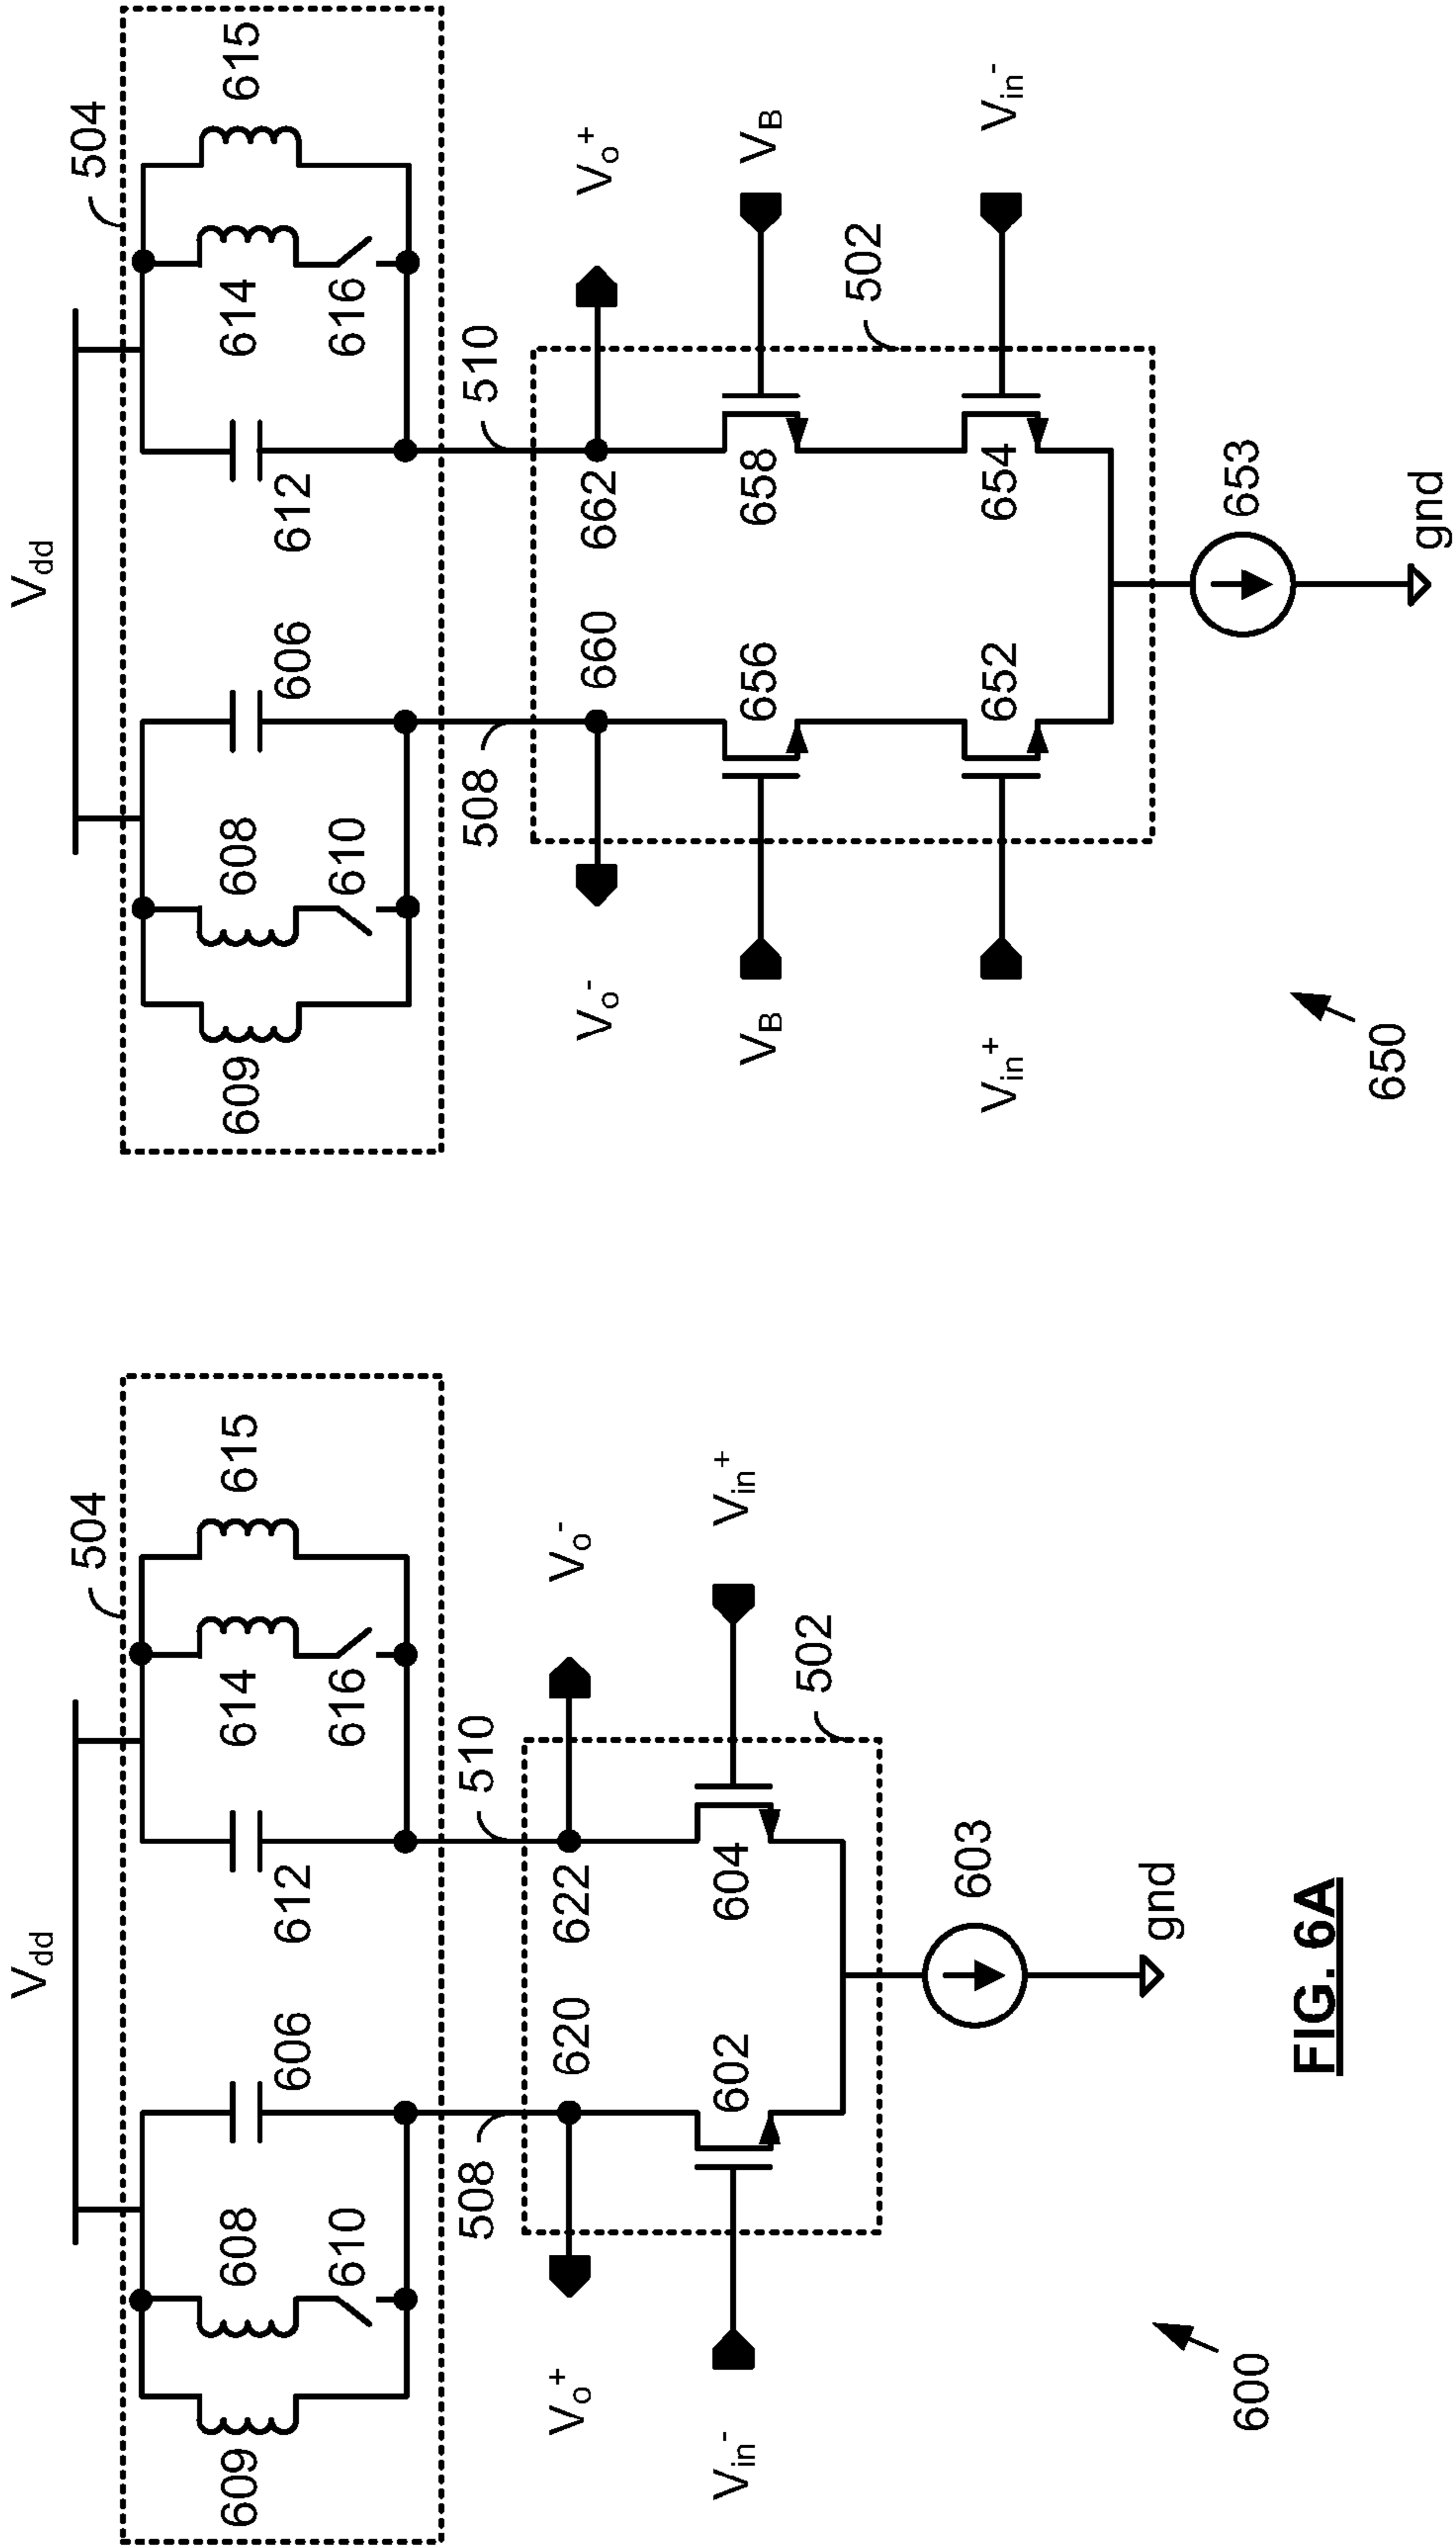 V_dd
504
609
608
610
606
612
614
616
615
508
510
V_o^+
620
622
V_o^-
502
V_in^-
602
604
V_in^+
603
gnd
600
FIG. 6A
V_dd
504
609
608
610
606
612
614
616
615
508
510
V_o^-
660
662
V_o^+
502
V_B
656
658
V_B
V_in^+
652
654
V_in^-
653
gnd
650